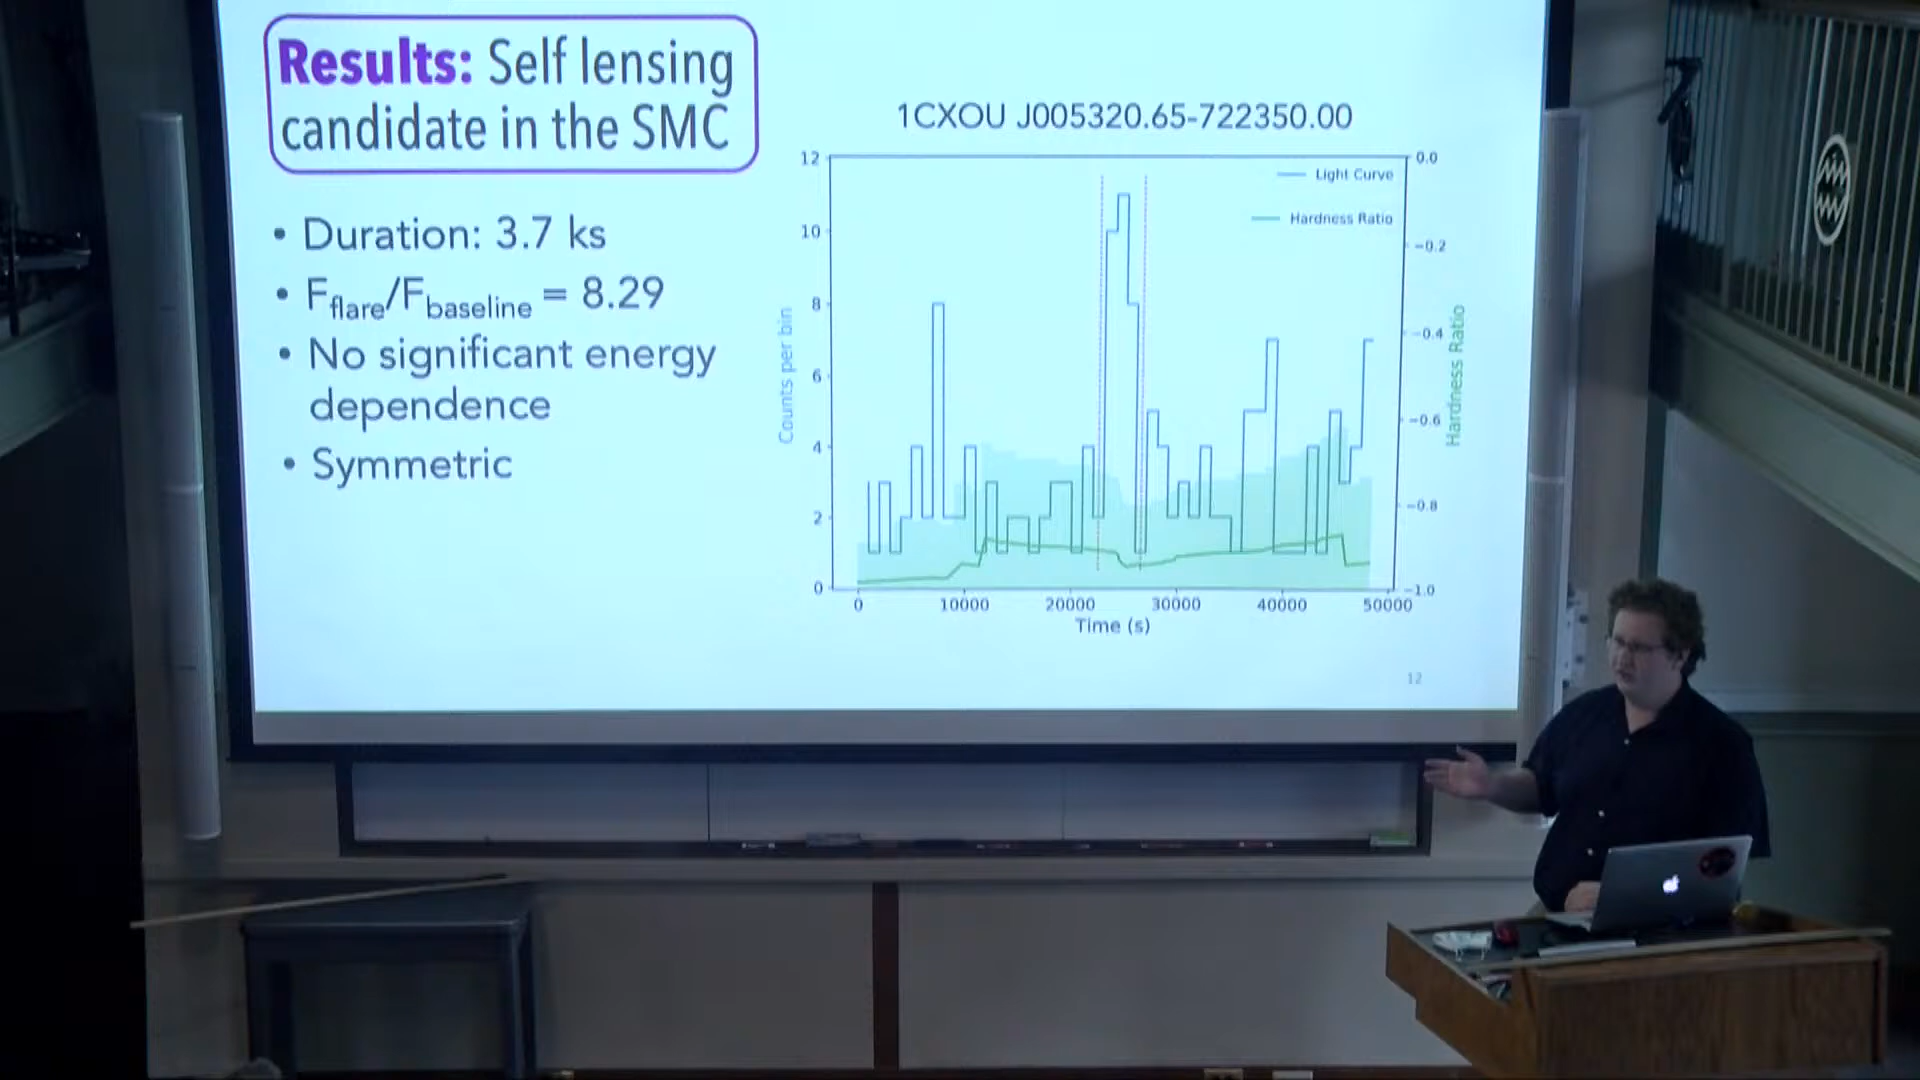 Results: Self lensing
candidate in the SMC
• Duration: 3.7 ks
• Fflare/Fbaseline = 8.29
• No significant energy
dependence
• Symmetric
1CXOU J005320.65-722350.00
Light Curve
Hardness Ratio
12
10
8
6
4
2
0
Counts per bin
0.0
−0.2
−0.4
−0.6
−0.8
−1.0
Hardness Ratio
0 10000 20000 30000 40000 50000
Time (s)
12